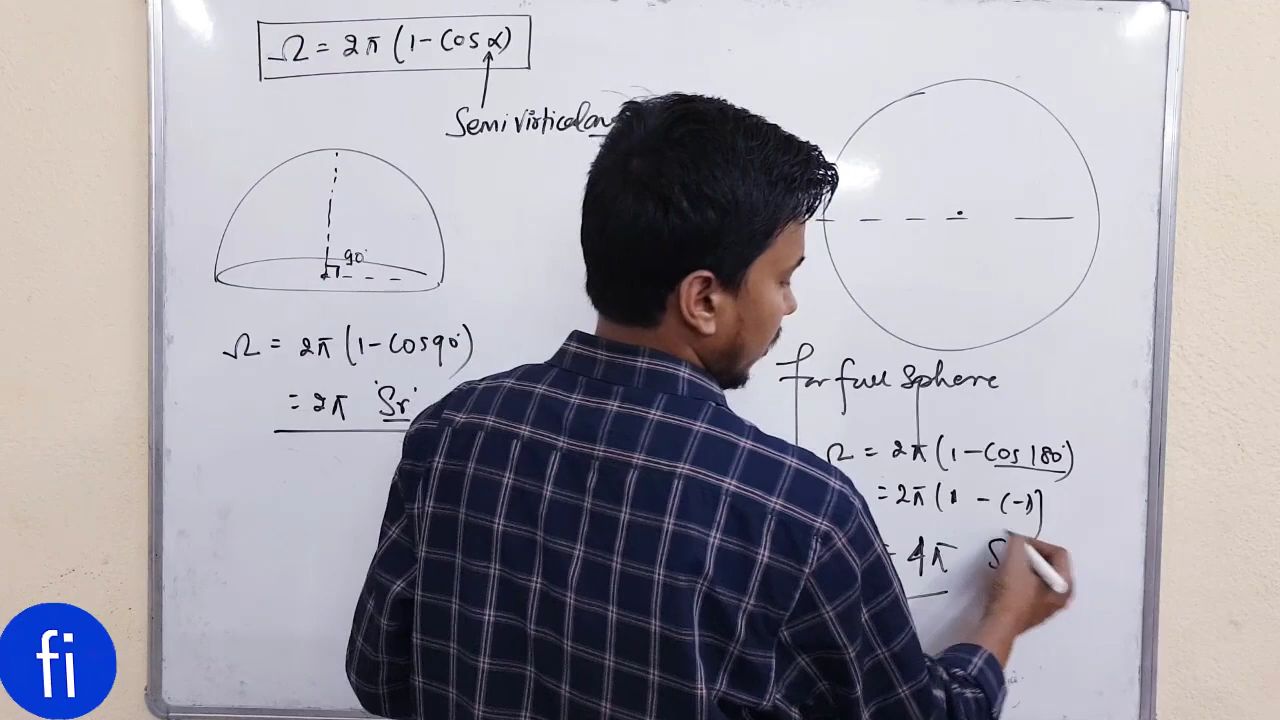 Ω = 2π (1 - Cos α)
Semi virtical
90°
Ω = 2π (1 - Cos 90°)
= 2π Sr
for full Sphere
Ω = 2π (1 - Cos 180°)
= 2π (1 - (-1)]
= 4π S
fi